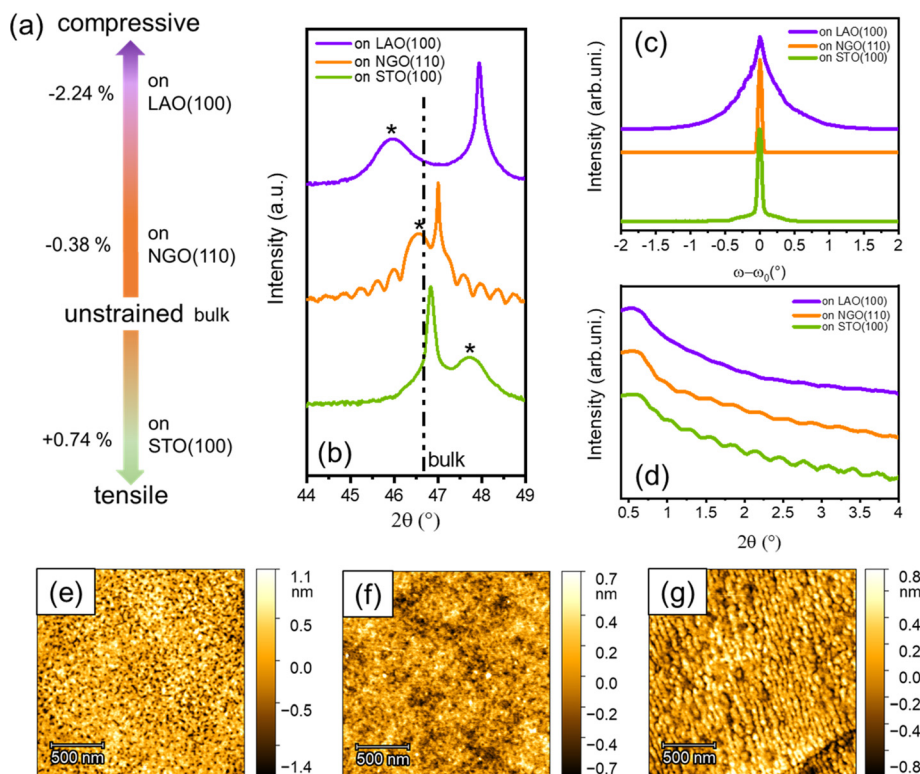 (a)
compressive
-2.24 %
on
LAO(100)
-0.38 %
on
NGO(110)
unstrained bulk
+0.74 %
on
STO(100)
tensile
on LAO(100)
on NGO(110)
on STO(100)
*
*
*
(b)
bulk
Intensity (a.u.)
44 45 46 47 48 49
2θ (°)
(c)
on LAO(100)
on NGO(110)
on STO(100)
Intensity (arb.uni.)
-2 -1.5 -1 -0.5 0 0.5 1 1.5 2
ω−ω₀(°)
on LAO(100)
on NGO(110)
on STO(100)
(d)
Intensity (arb.uni.)
0.5 1 1.5 2 2.5 3 3.5 4
2θ (°)
(e)
500 nm
1.1
nm
0.0
−0.5
−1.4
(f)
500 nm
0.7
nm
0.4
0.2
0.0
−0.2
−0.4
−0.7
(g)
500 nm
0.8
nm
0.4
0.2
0.0
−0.2
−0.4
−0.8